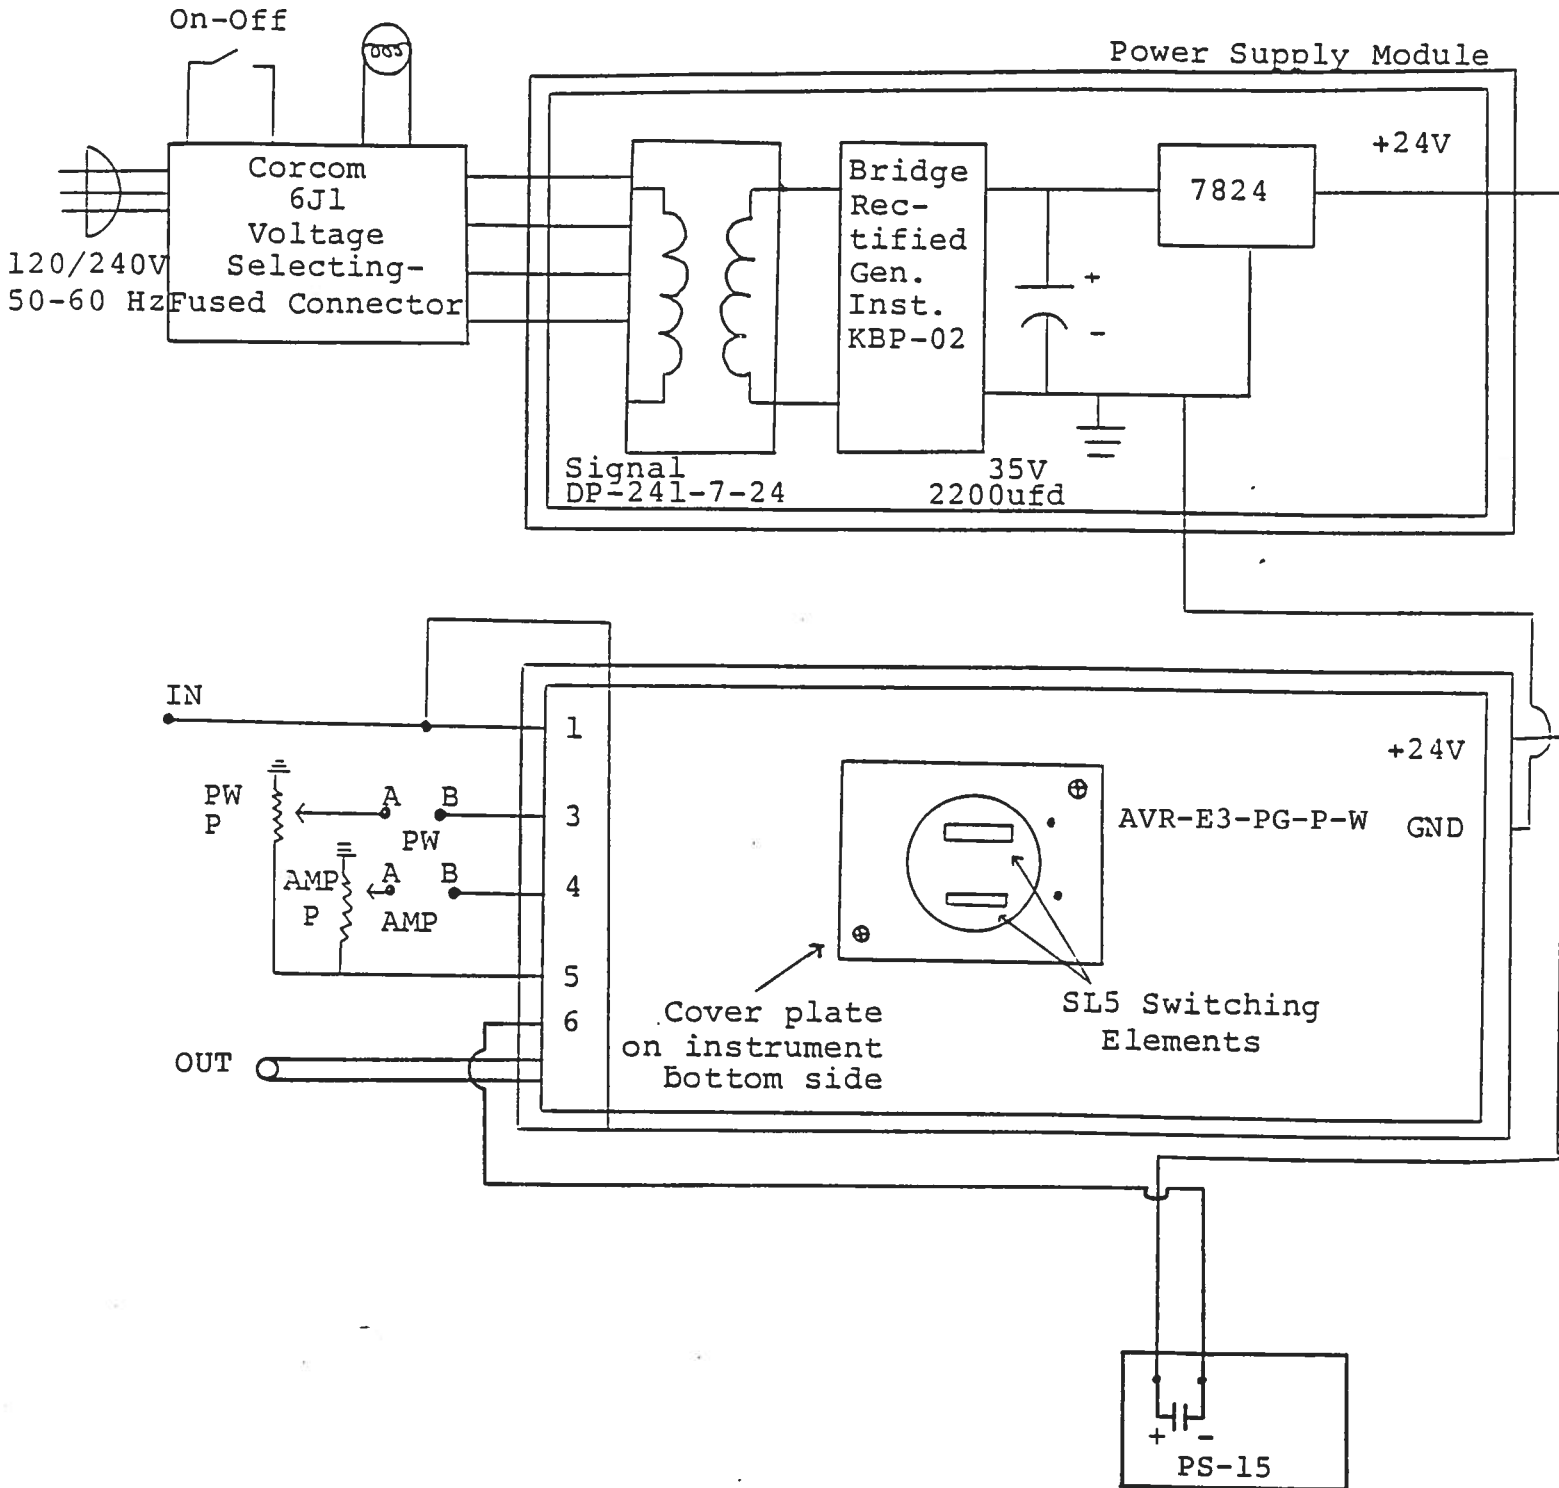 On-Off
Power Supply Module
Corcom
6J1
Voltage
Selecting-
Fused Connector
120/240V
50-60 Hz
Bridge
Rec-
tified
Gen.
Inst.
KBP-02
+
-
7824
+24V
Signal
DP-241-7-24
35V
2200ufd
IN
1
PW
P
A B
PW
3
AMP
P
A B
AMP
4
5
6
OUT
+24V
AVR-E3-PG-P-W
GND
Cover plate
on instrument
bottom side
SL5 Switching
Elements
+ -
PS-15